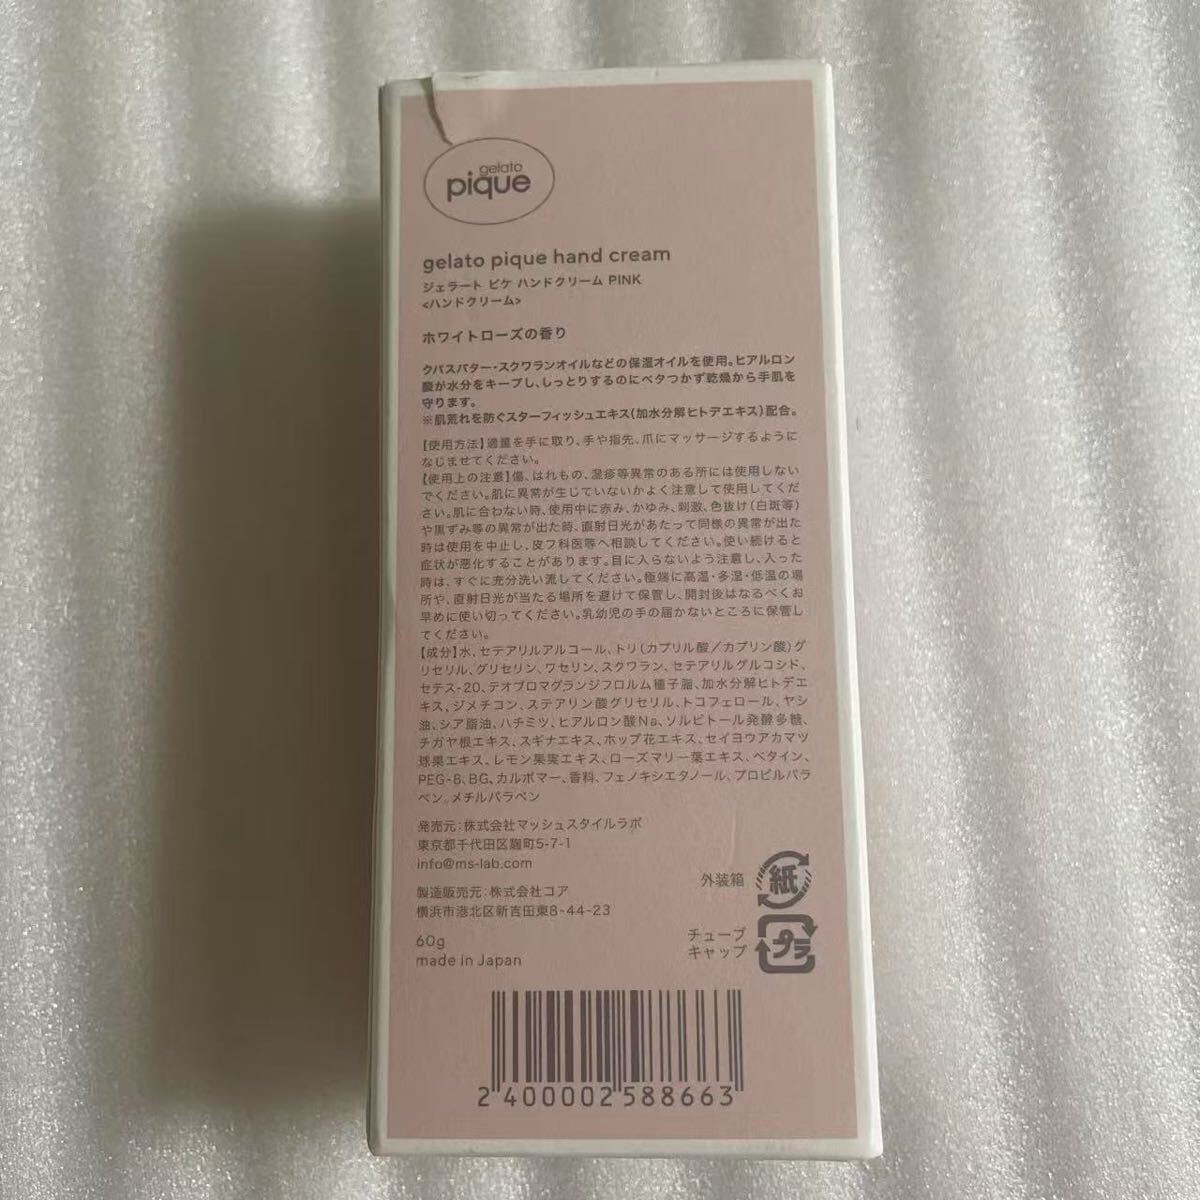 gelato
pique
gelato pique hand cream
ジェラート ピケ ハンドクリーム PINK
<ハンドクリーム>
ホワイトローズの香り
クパスバター・スクワランオイルなどの保湿オイルを使用。ヒアルロン
酸が水分をキープし、しっとりするのにベタつかず乾燥から手肌を
守ります。
※肌荒れを防ぐスターフィッシュエキス(加水分解ヒトデエキス)配合。
【使用方法】適量を手に取り、手や指先、爪にマッサージするように
なじませてください。
【使用上の注意】傷、はれもの、湿疹等異常のある所には使用しない
でください。肌に異常が生じていないかよく注意して使用してくだ
さい。肌に合わない時、使用中に赤み、かゆみ、刺激、色抜け(白斑等)
や黒ずみ等の異常が出た時、直射日光があたって同様の異常が出た
時は使用を中止し、皮フ科医等へ相談してください。使い続けると
症状が悪化することがあります。目に入らないよう注意し、入った
時は、すぐに充分洗い流してください。極端に高温・多湿・低温の場
所や、直射日光が当たる場所を避けて保管し、開封後はなるべくお
早めに使い切ってください。乳幼児の手の届かないところに保管し
てください。
【成分】水、セテアリルアルコール、トリ(カプリル酸/カプリン酸)グ
リセリル、グリセリン、ワセリン、スクワラン、セテアリルグルコシド、
セテス-20、テオブロマグランジフロルム種子脂、加水分解ヒトデエ
キス、ジメチコン、ステアリン酸グリセリル、トコフェロール、ヤシ
油、シア脂油、ハチミツ、ヒアルロン酸Na、ソルビトール発酵多糖、
チガヤ根エキス、スギナエキス、ホップ花エキス、セイヨウアカマツ
球果エキス、レモン果実エキス、ローズマリー葉エキス、ベタイン、
PEG-8、BG、カルボマー、香料、フェノキシエタノール、プロピルパラ
ベン、メチルパラベン
発売元:株式会社マッシュスタイルラボ
東京都千代田区麹町5-7-1
info@ms-lab.com
製造販売元:株式会社コア
横浜市港北区新吉田東8-44-23
外装箱 紙
60g
made in Japan
チューブ
キャップ プラ
2 400002 588663